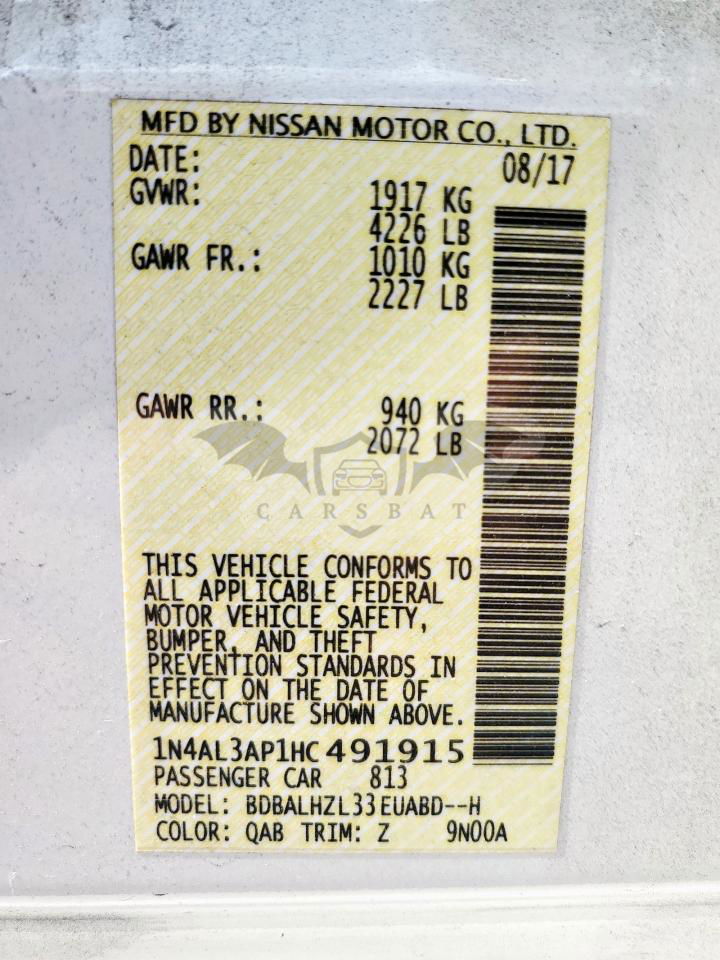 MFD BY NISSAN MOTOR CO., LTD.
DATE: 08/17
GVWR: 1917 KG
4226 LB
GAWR FR.: 1010 KG
2227 LB
GAWR RR.: 940 KG
2072 LB
CARSBAT
THIS VEHICLE CONFORMS TO
ALL APPLICABLE FEDERAL
MOTOR VEHICLE SAFETY,
BUMPER, AND THEFT
PREVENTION STANDARDS IN
EFFECT ON THE DATE OF
MANUFACTURE SHOWN ABOVE.
1N4AL3AP1HC491915
PASSENGER CAR 813
MODEL: BDBALHZL33EUABD--H
COLOR: QAB TRIM: Z 9N00A